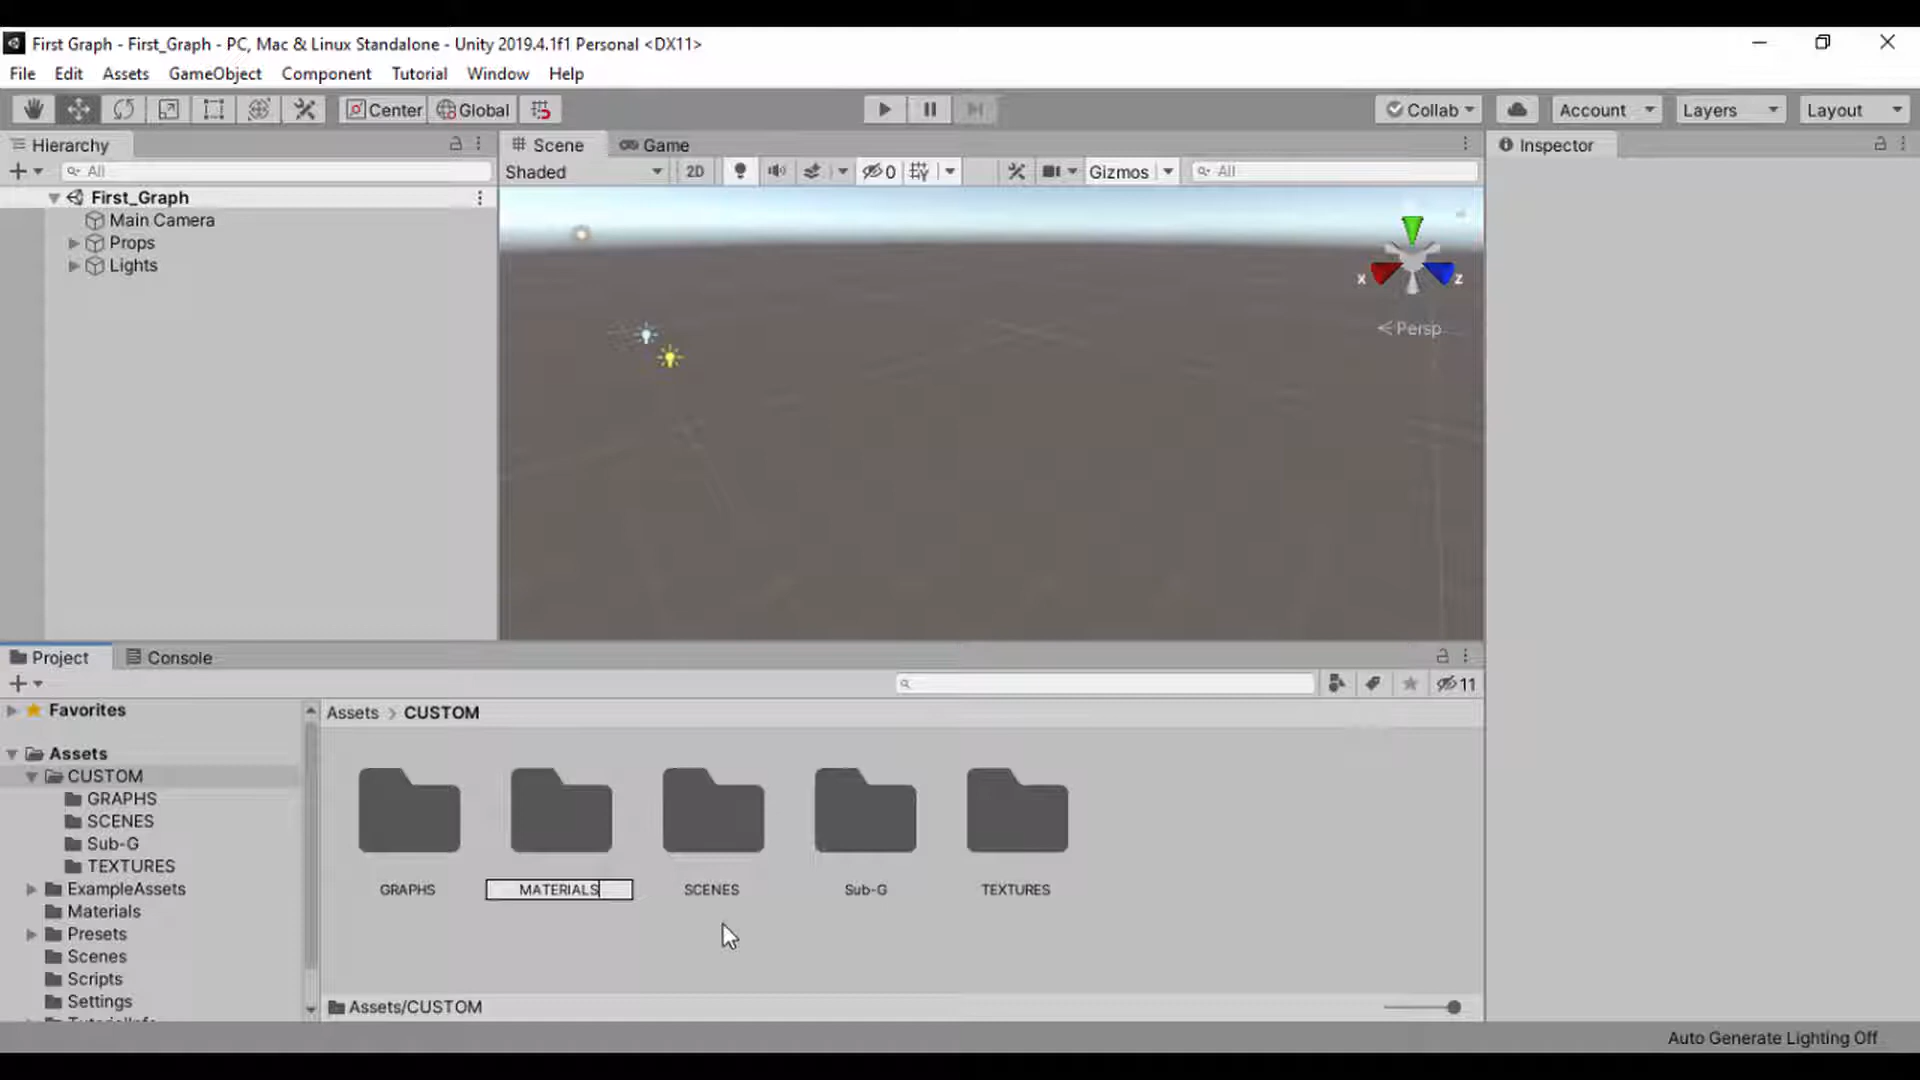 First Graph - First_Graph - PC, Mac & Linux Standalone - Unity 2019.4.1f1 Personal <DX11>
File Edit Assets GameObject Component Tutorial Window Help
Center Global Collab Account Layers Layout
Hierarchy
Scene Game
Inspector
All
Shaded 2D 0 Gizmos All
First_Graph
Main Camera
Props
Lights
x z
Persp
Project Console
11
Favorites
Assets > CUSTOM
Assets
CUSTOM
GRAPHS
SCENES
Sub-G
TEXTURES
ExampleAssets
Materials
Presets
Scenes
Scripts
Settings
GRAPHS MATERIALS SCENES Sub-G TEXTURES
Assets/CUSTOM
Auto Generate Lighting Off